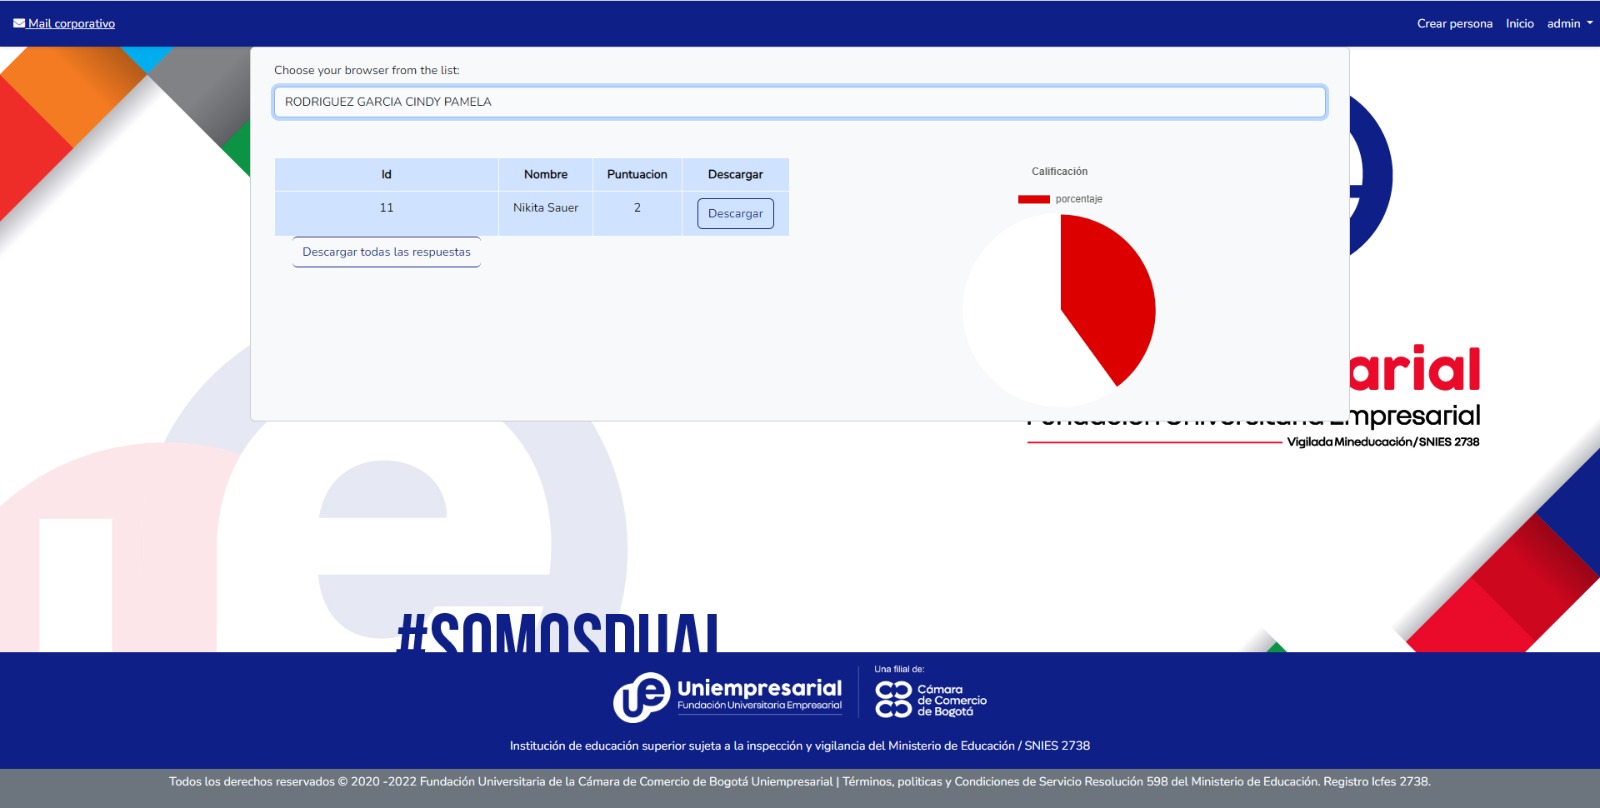 Mail corporativo
Crear persona Inicio admin
Choose your browser from the list:
RODRIGUEZ GARCIA CINDY PAMELA
Id Nombre Puntuacion Descargar
11 Nikita Sauer 2 Descargar
Descargar todas las respuestas
Calificación
porcentaje
arial
mpresarial
Vigilada Mineducación/SNIES 2738
#SOMOSDUAL
Uniempresarial
Fundación Universitaria Empresarial
Una filial de:
Cámara
de Comercio
de Bogotá
Institución de educación superior sujeta a la inspección y vigilancia del Ministerio de Educación / SNIES 2738
Todos los derechos reservados © 2020 -2022 Fundación Universitaria de la Cámara de Comercio de Bogotá Uniempresarial | Términos, politicas y Condiciones de Servicio Resolución 598 del Ministerio de Educación. Registro Icfes 2738.